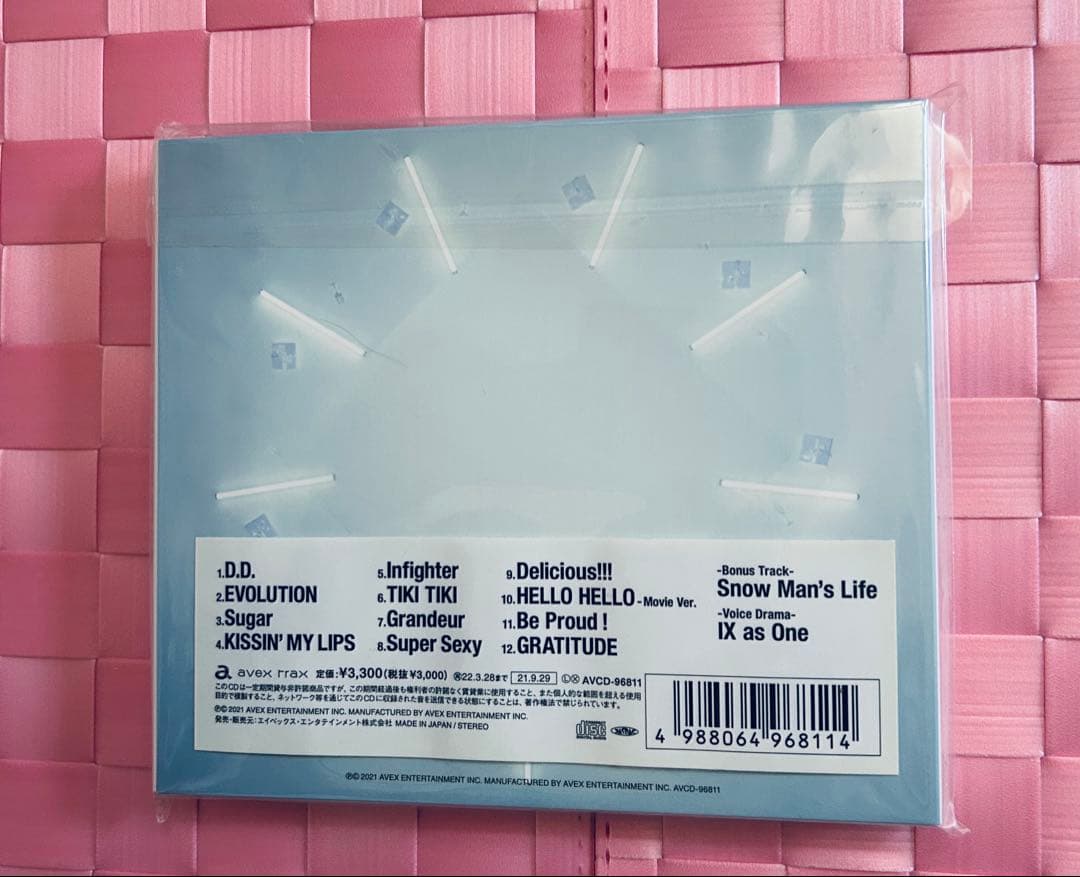 1.D.D.
2.EVOLUTION
3.Sugar
4.KISSIN' MY LIPS
5.Infighter
6.TIKI TIKI
7.Grandeur
8.Super Sexy
9.Delicious!!!
10.HELLO HELLO -Movie Ver.
11.Be Proud !
12.GRATITUDE
-Bonus Track-
Snow Man's Life
-Voice Drama-
IX as One
a avex trax 定価:¥3,300(税抜¥3,000) 再22.3.28まで 21.9.29 ⓁⓍ AVCD-96811
このCDは一定期間貸与非許諾商品ですが、この期間経過後も権利者の許諾なく賃貸業に使用すること、また個人的な範囲を超える使用
目的で複製すること、ネットワーク等を通じてこのCDに収録された音を送信できる状態にすることは、著作権法で禁じられています。
℗© 2021 AVEX ENTERTAINMENT INC. MANUFACTURED BY AVEX ENTERTAINMENT INC.
発売・販売元:エイベックス・エンタテインメント株式会社 MADE IN JAPAN / STEREO
COMPACT disc DIGITAL AUDIO
4 988064 968114
℗© 2021 AVEX ENTERTAINMENT INC. MANUFACTURED BY AVEX ENTERTAINMENT INC. AVCD-96811